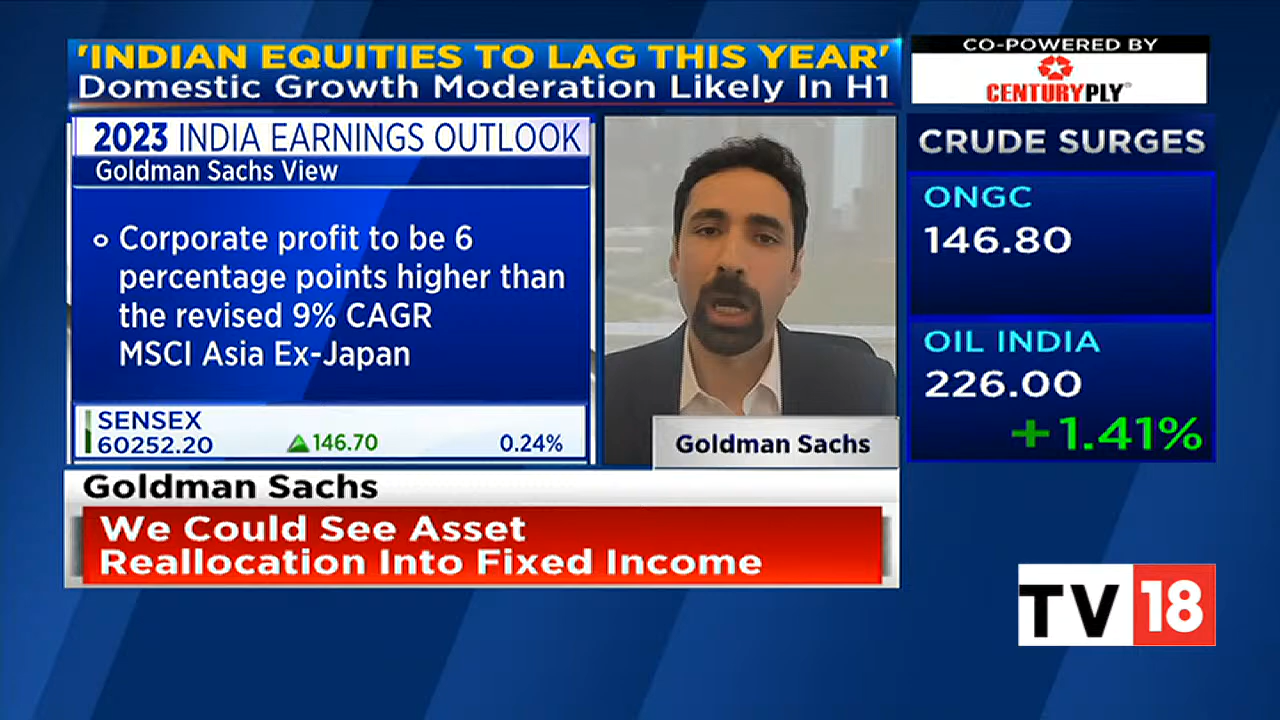 'INDIAN EQUITIES TO LAG THIS YEAR'
Domestic Growth Moderation Likely In H1
2023 INDIA EARNINGS OUTLOOK
Goldman Sachs View
Corporate profit to be 6
percentage points higher than
the revised 9% CAGR
MSCI Asia Ex-Japan
SENSEX
60252.20 146.70 0.24%
Goldman Sachs
Goldman Sachs
We Could See Asset
Reallocation Into Fixed Income
CO-POWERED BY
CENTURYPLY
CRUDE SURGES
ONGC
146.80
OIL INDIA
226.00
+1.41%
TV18